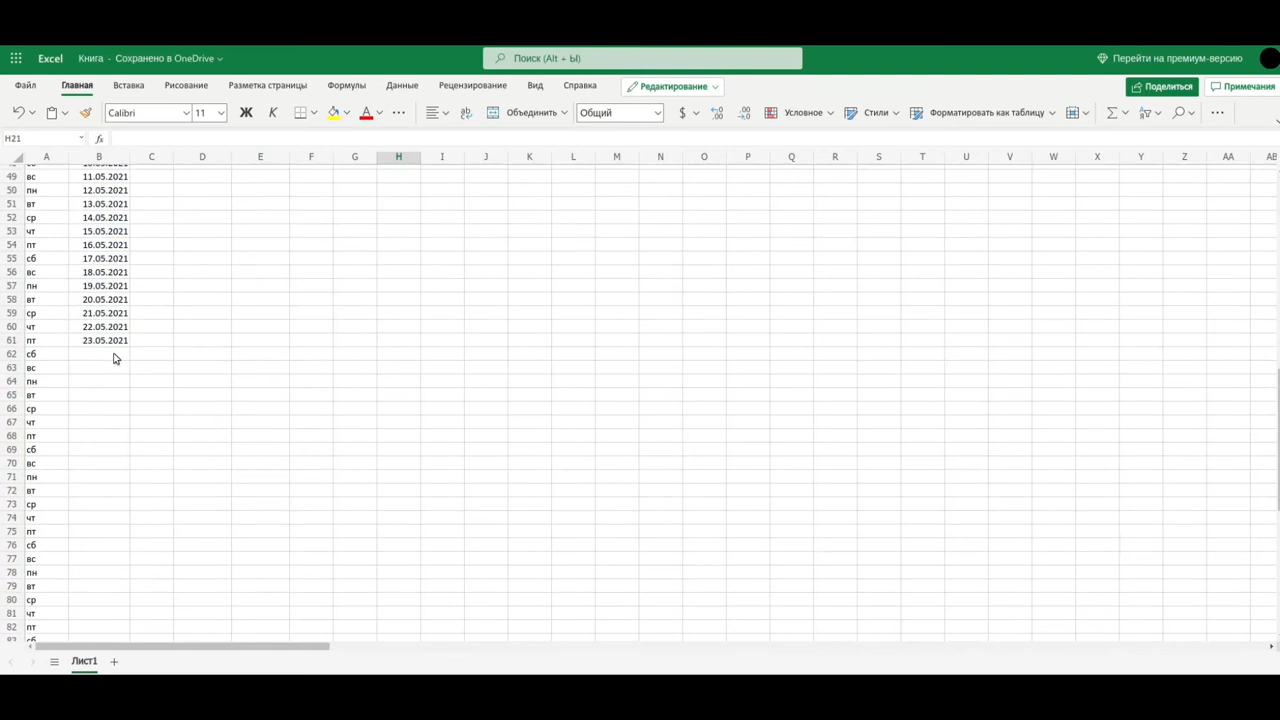 Excel Книга - Сохранено в OneDrive Поиск (Alt + Ы) Перейти на премиум-версию
Файл Главная Вставка Рисование Разметка страницы Формулы Данные Рецензирование Вид Справка Редактирование Поделиться Примечания
Calibri 11 Ж К Объединить Общий $ Условное Стили Форматировать как таблицу
H21 fx
A B C D E F G H I J K L M N O P Q R S T U V W X Y Z AA AB
49 вс 11.05.2021
50 пн 12.05.2021
51 вт 13.05.2021
52 ср 14.05.2021
53 чт 15.05.2021
54 пт 16.05.2021
55 сб 17.05.2021
56 вс 18.05.2021
57 пн 19.05.2021
58 вт 20.05.2021
59 ср 21.05.2021
60 чт 22.05.2021
61 пт 23.05.2021
62 сб
63 вс
64 пн
65 вт
66 ср
67 чт
68 пт
69 сб
70 вс
71 пн
72 вт
73 ср
74 чт
75 пт
76 сб
77 вс
78 пн
79 вт
80 ср
81 чт
82 пт
Лист1